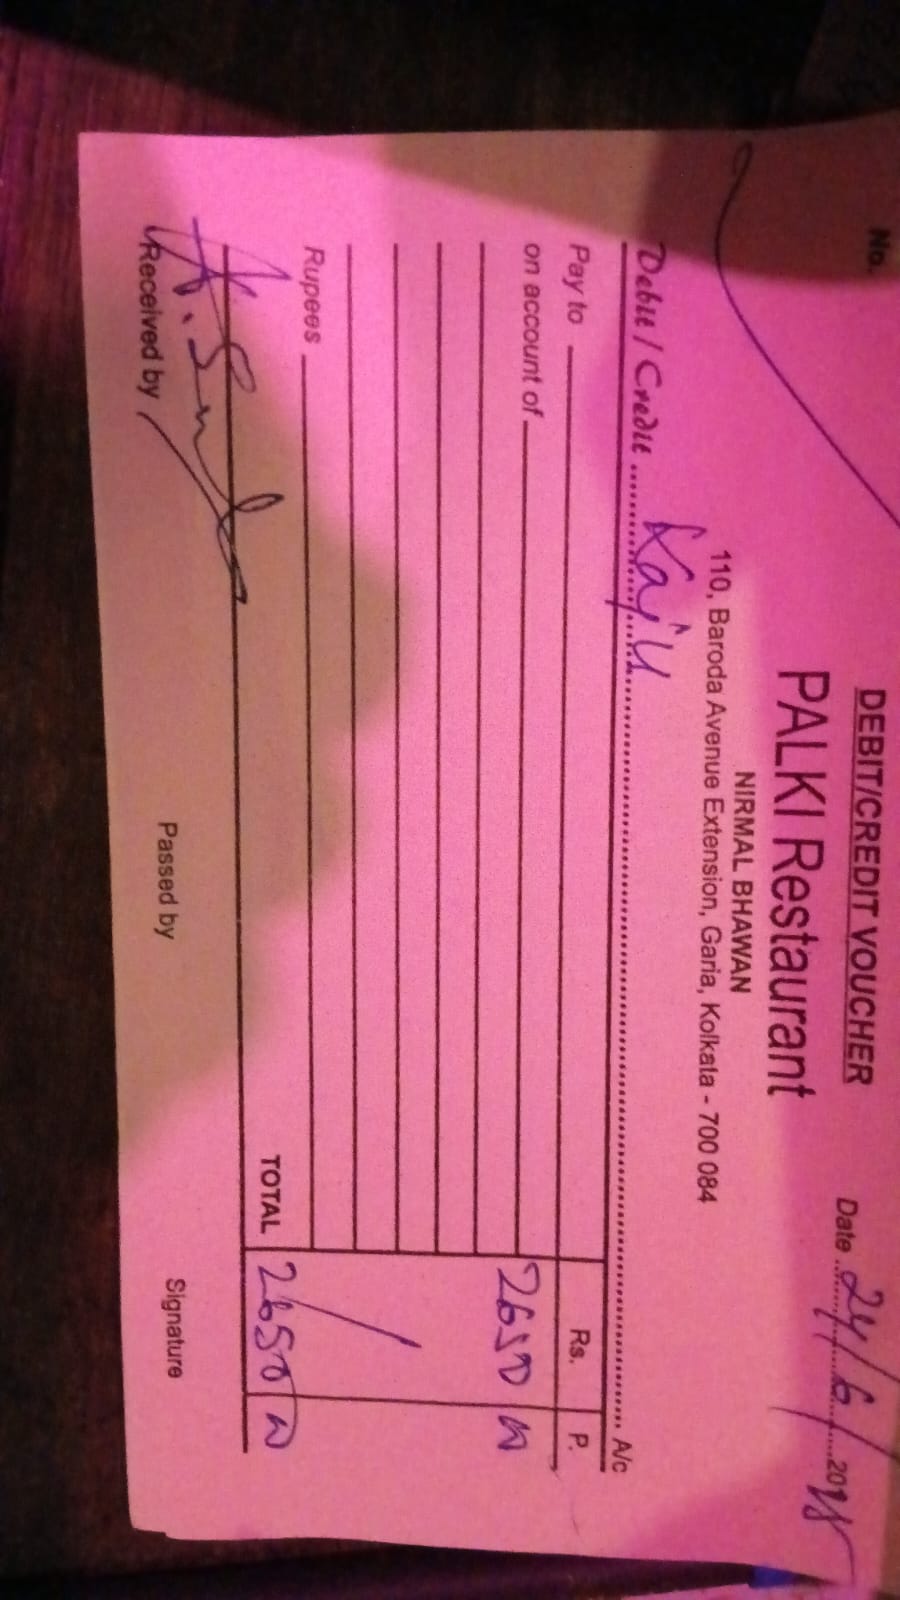 No.
DEBIT/CREDIT VOUCHER
PALKI Restaurant
Date 24/6/2018
NIRMAL BHAWAN
110, Baroda Avenue Extension, Garia, Kolkata - 700 084
Debit / Credit Kaju A/c
Pay to Rs. P.
on account of 2650 00
Rupees
TOTAL 2650 00
Received by Passed by Signature